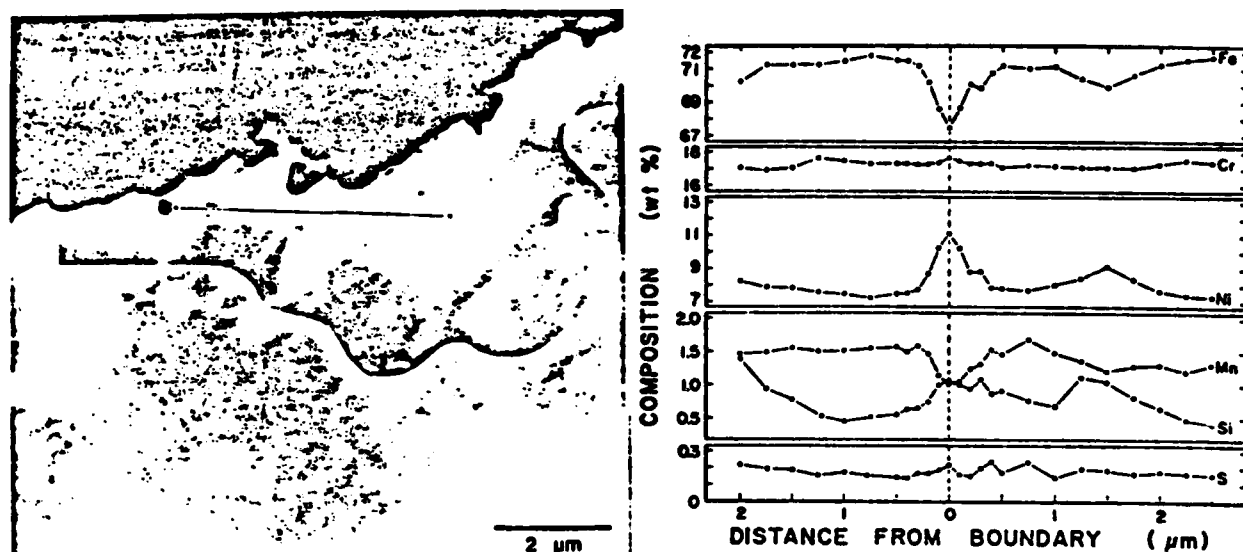 2 µm
COMPOSITION (wt %)
72
71
69
67
Fe
18
16
Cr
13
11
9
7
Ni
2.0
1.5
1.0
0.5
Mn
Si
0.3
0
S
2 1 0 1 2
DISTANCE FROM BOUNDARY (µm)